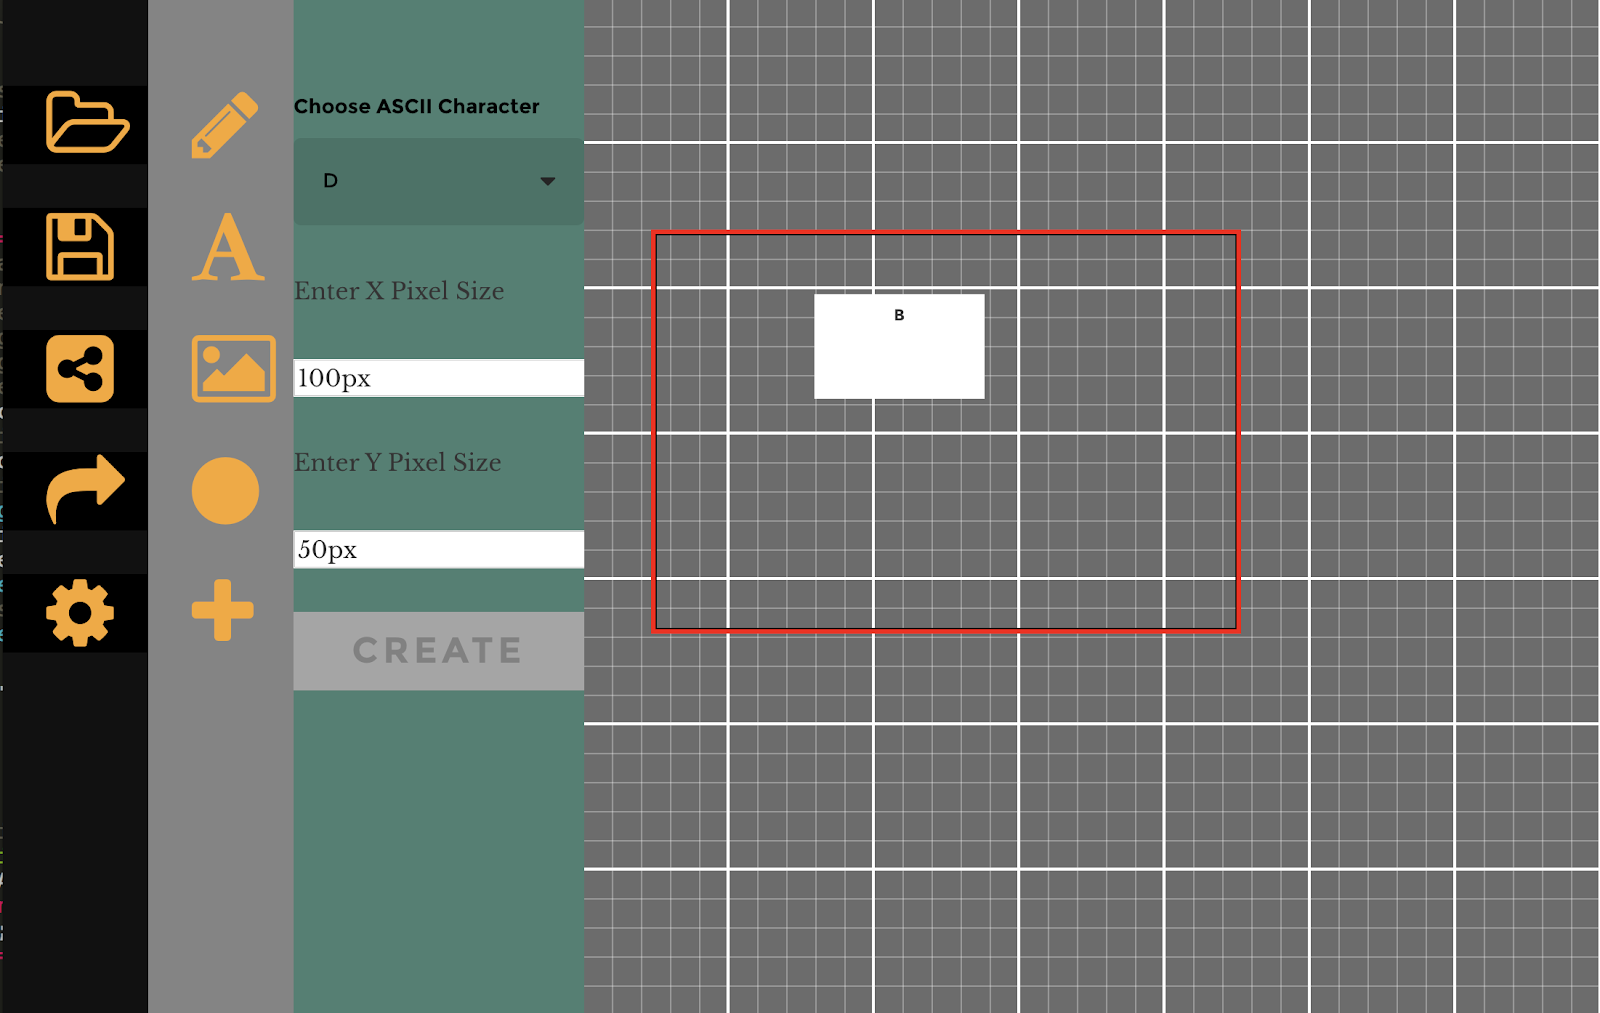 Choose ASCII Character
D
Enter X Pixel Size
100px
Enter Y Pixel Size
50px
CREATE
A
B